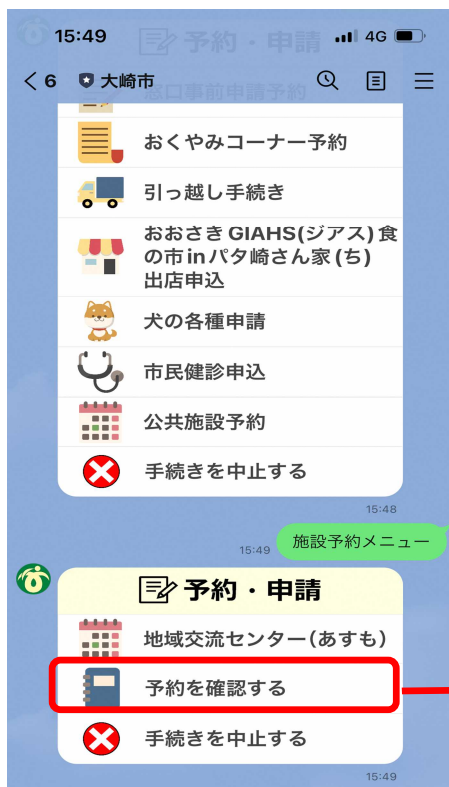 15:49
予約・申請
4G
6
大崎市
窓口事前申請予約
おくやみコーナー予約
引っ越し手続き
おおさきGIAHS(ジアス)食
の市inパタ崎さん家(ち)
出店申込
犬の各種申請
市民健診申込
公共施設予約
手続きを中止する
15:48
施設予約メニュー
15:49
予約・申請
地域交流センター(あすも)
予約を確認する
手続きを中止する
15:49